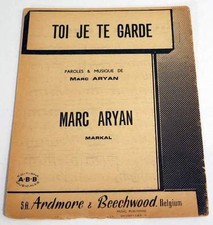 TOI JE TE GARDE
PAROLES & MUSIQUE DE
MARC ARYAN
MARC ARYAN
MARKAL
A·B·B
S.A. Ardmore & Beechwood, Belgium